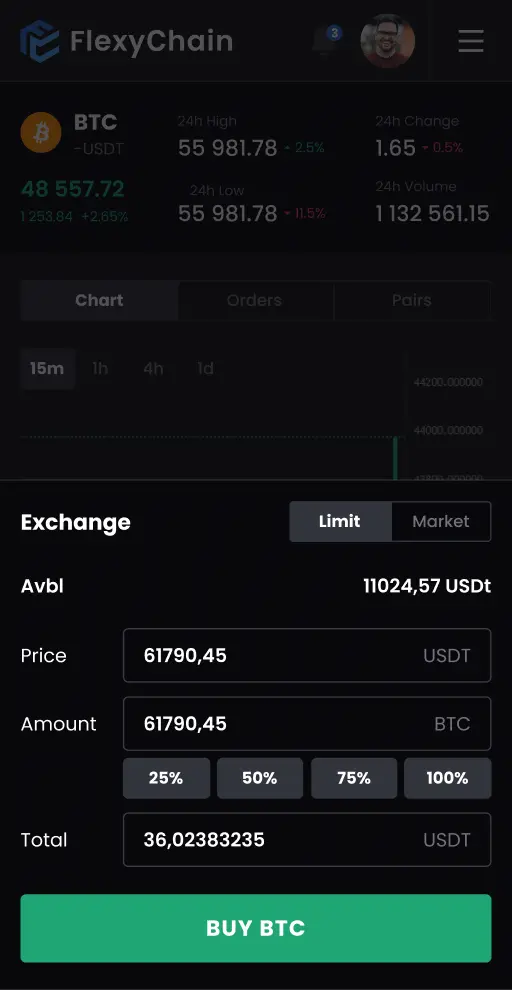 FlexyChain
3
BTC
-USDT
24h High
55 981.78 2.5%
24h Change
1.65 0.5%
48 557.72
1 253.84 +2.65%
24h Low
55 981.78 11.5%
24h Volume
1 132 561.15
Chart Orders Pairs
15m 1h 4h 1d
44200.000000
44000.000000
Exchange
Limit Market
Avbl 11024,57 USDt
Price 61790,45 USDT
Amount 61790,45 BTC
25% 50% 75% 100%
Total 36,02383235 USDT
BUY BTC